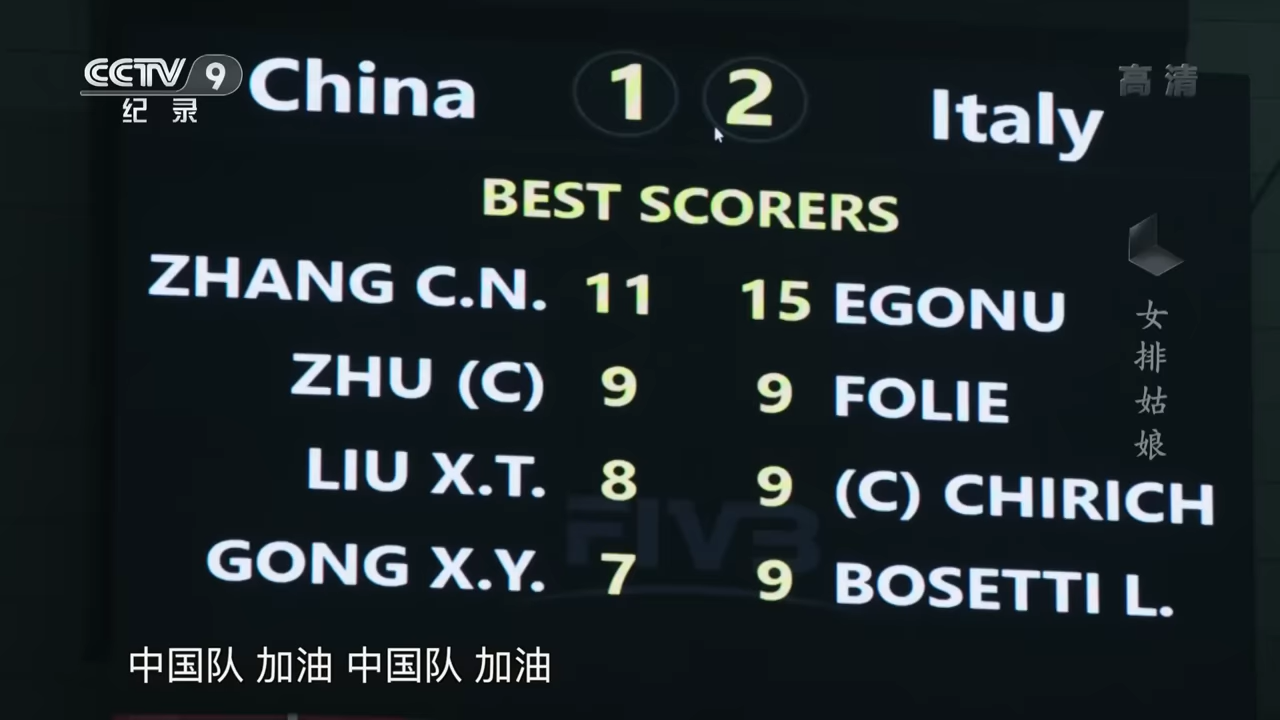 CCTV 9
纪录
高清
China 1 2 Italy
BEST SCORERS
ZHANG C.N. 11 15 EGONU
ZHU (C) 9 9 FOLIE
LIU X.T. 8 9 (C) CHIRICH
GONG X.Y. 7 9 BOSETTI L.
FIVB
女排姑娘
中国队 加油 中国队 加油